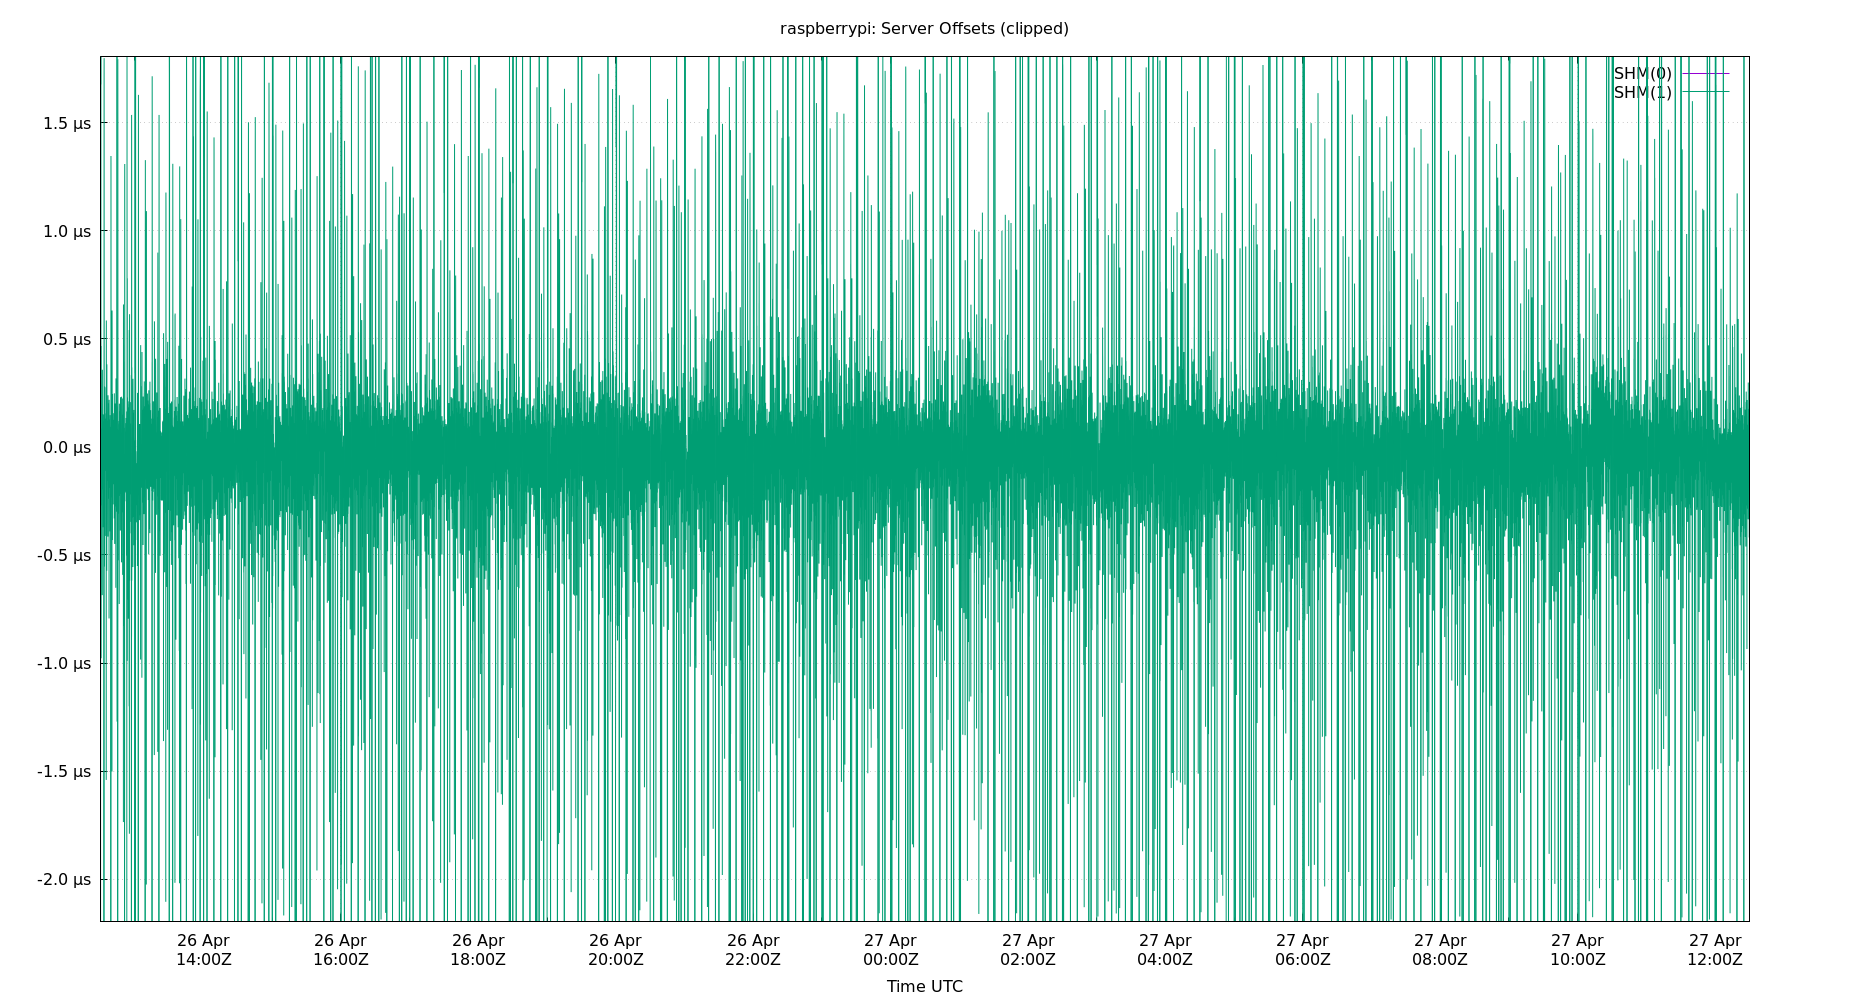 raspberrypi: Server Offsets (clipped)
SHM(0)
SHM(1)
1.5 µs
1.0 µs
0.5 µs
0.0 µs
-0.5 µs
-1.0 µs
-1.5 µs
-2.0 µs
26 Apr 26 Apr 26 Apr 26 Apr 26 Apr 27 Apr 27 Apr 27 Apr 27 Apr 27 Apr 27 Apr 27 Apr
14:00Z 16:00Z 18:00Z 20:00Z 22:00Z 00:00Z 02:00Z 04:00Z 06:00Z 08:00Z 10:00Z 12:00Z
Time UTC